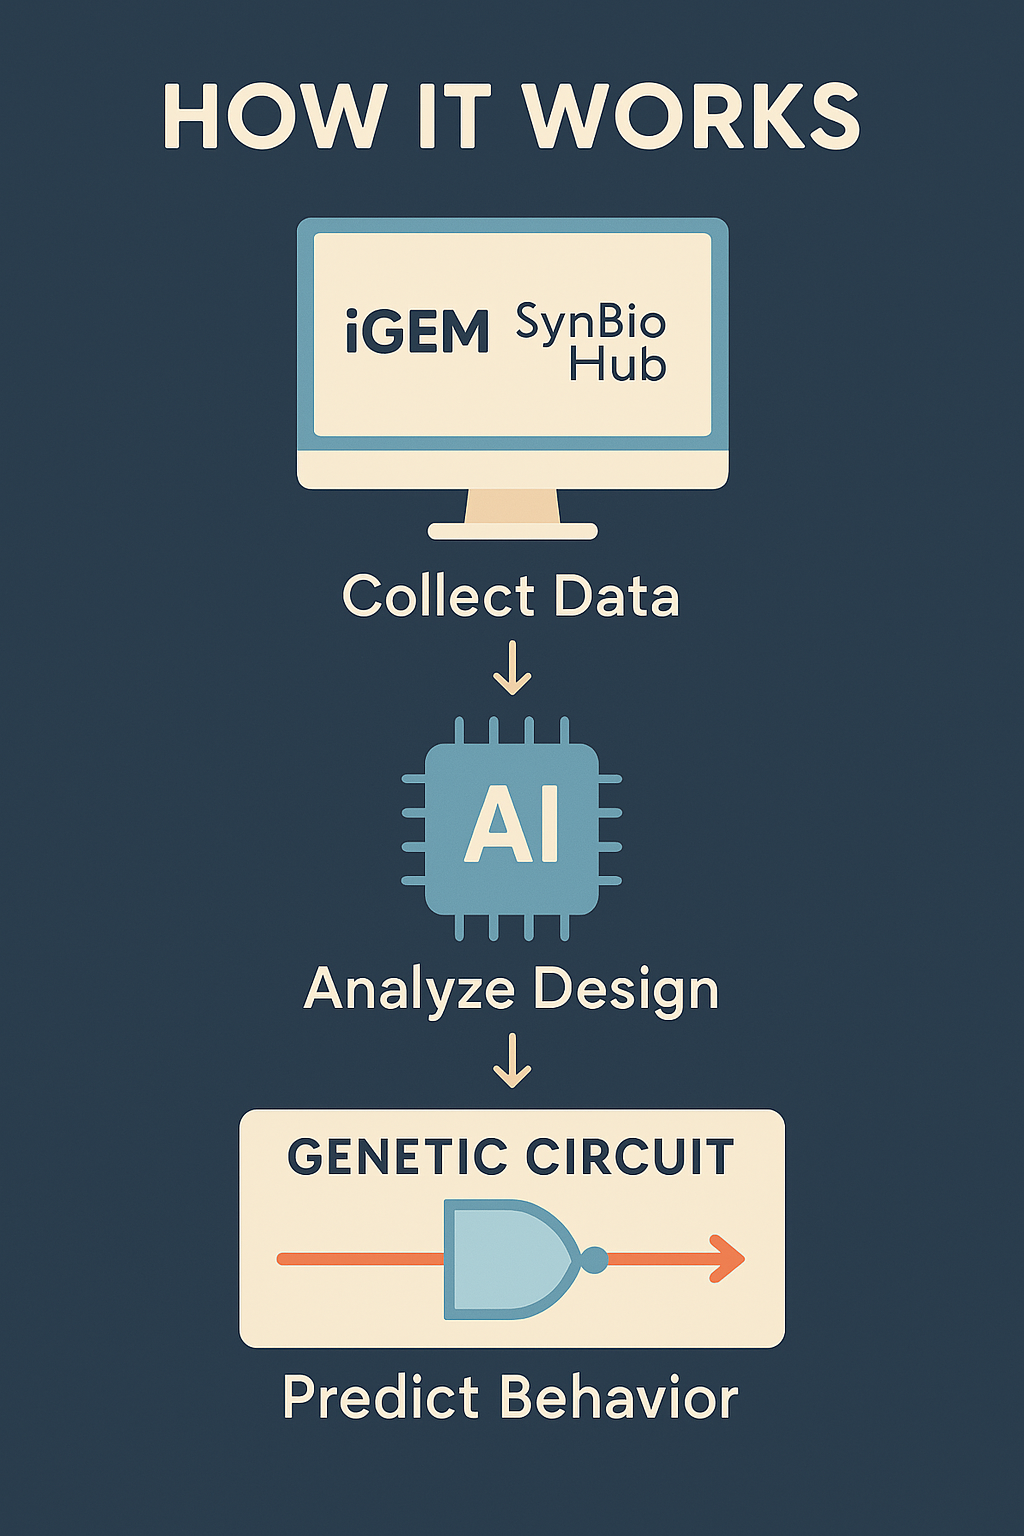 HOW IT WORKS
iGEM SynBio
Hub
Collect Data
AI
Analyze Design
GENETIC CIRCUIT
Predict Behavior